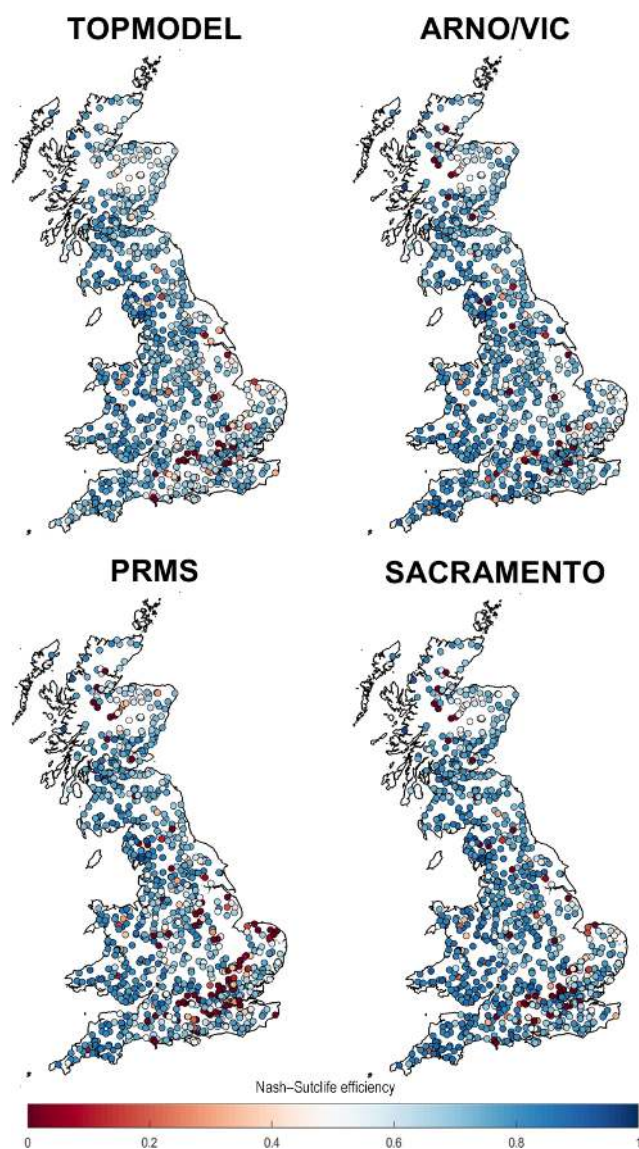 TOPMODEL
ARNO/VIC
PRMS
SACRAMENTO
Nash–Sutclife efficiency
0
0.2
0.4
0.6
0.8
1